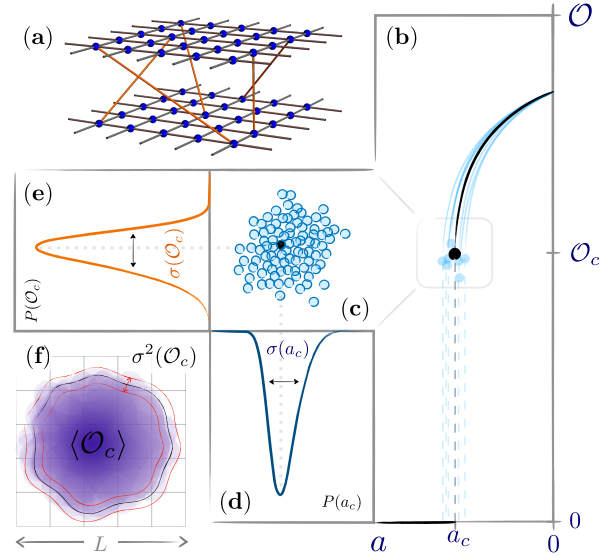 (a)
(b)
𝒪
(e)
σ(𝒪_c)
P(𝒪_c)
(c)
𝒪_c
σ(a_c)
(d)
P(a_c)
(f)
σ²(𝒪_c)
⟨𝒪_c⟩
L
a
a_c
0
0